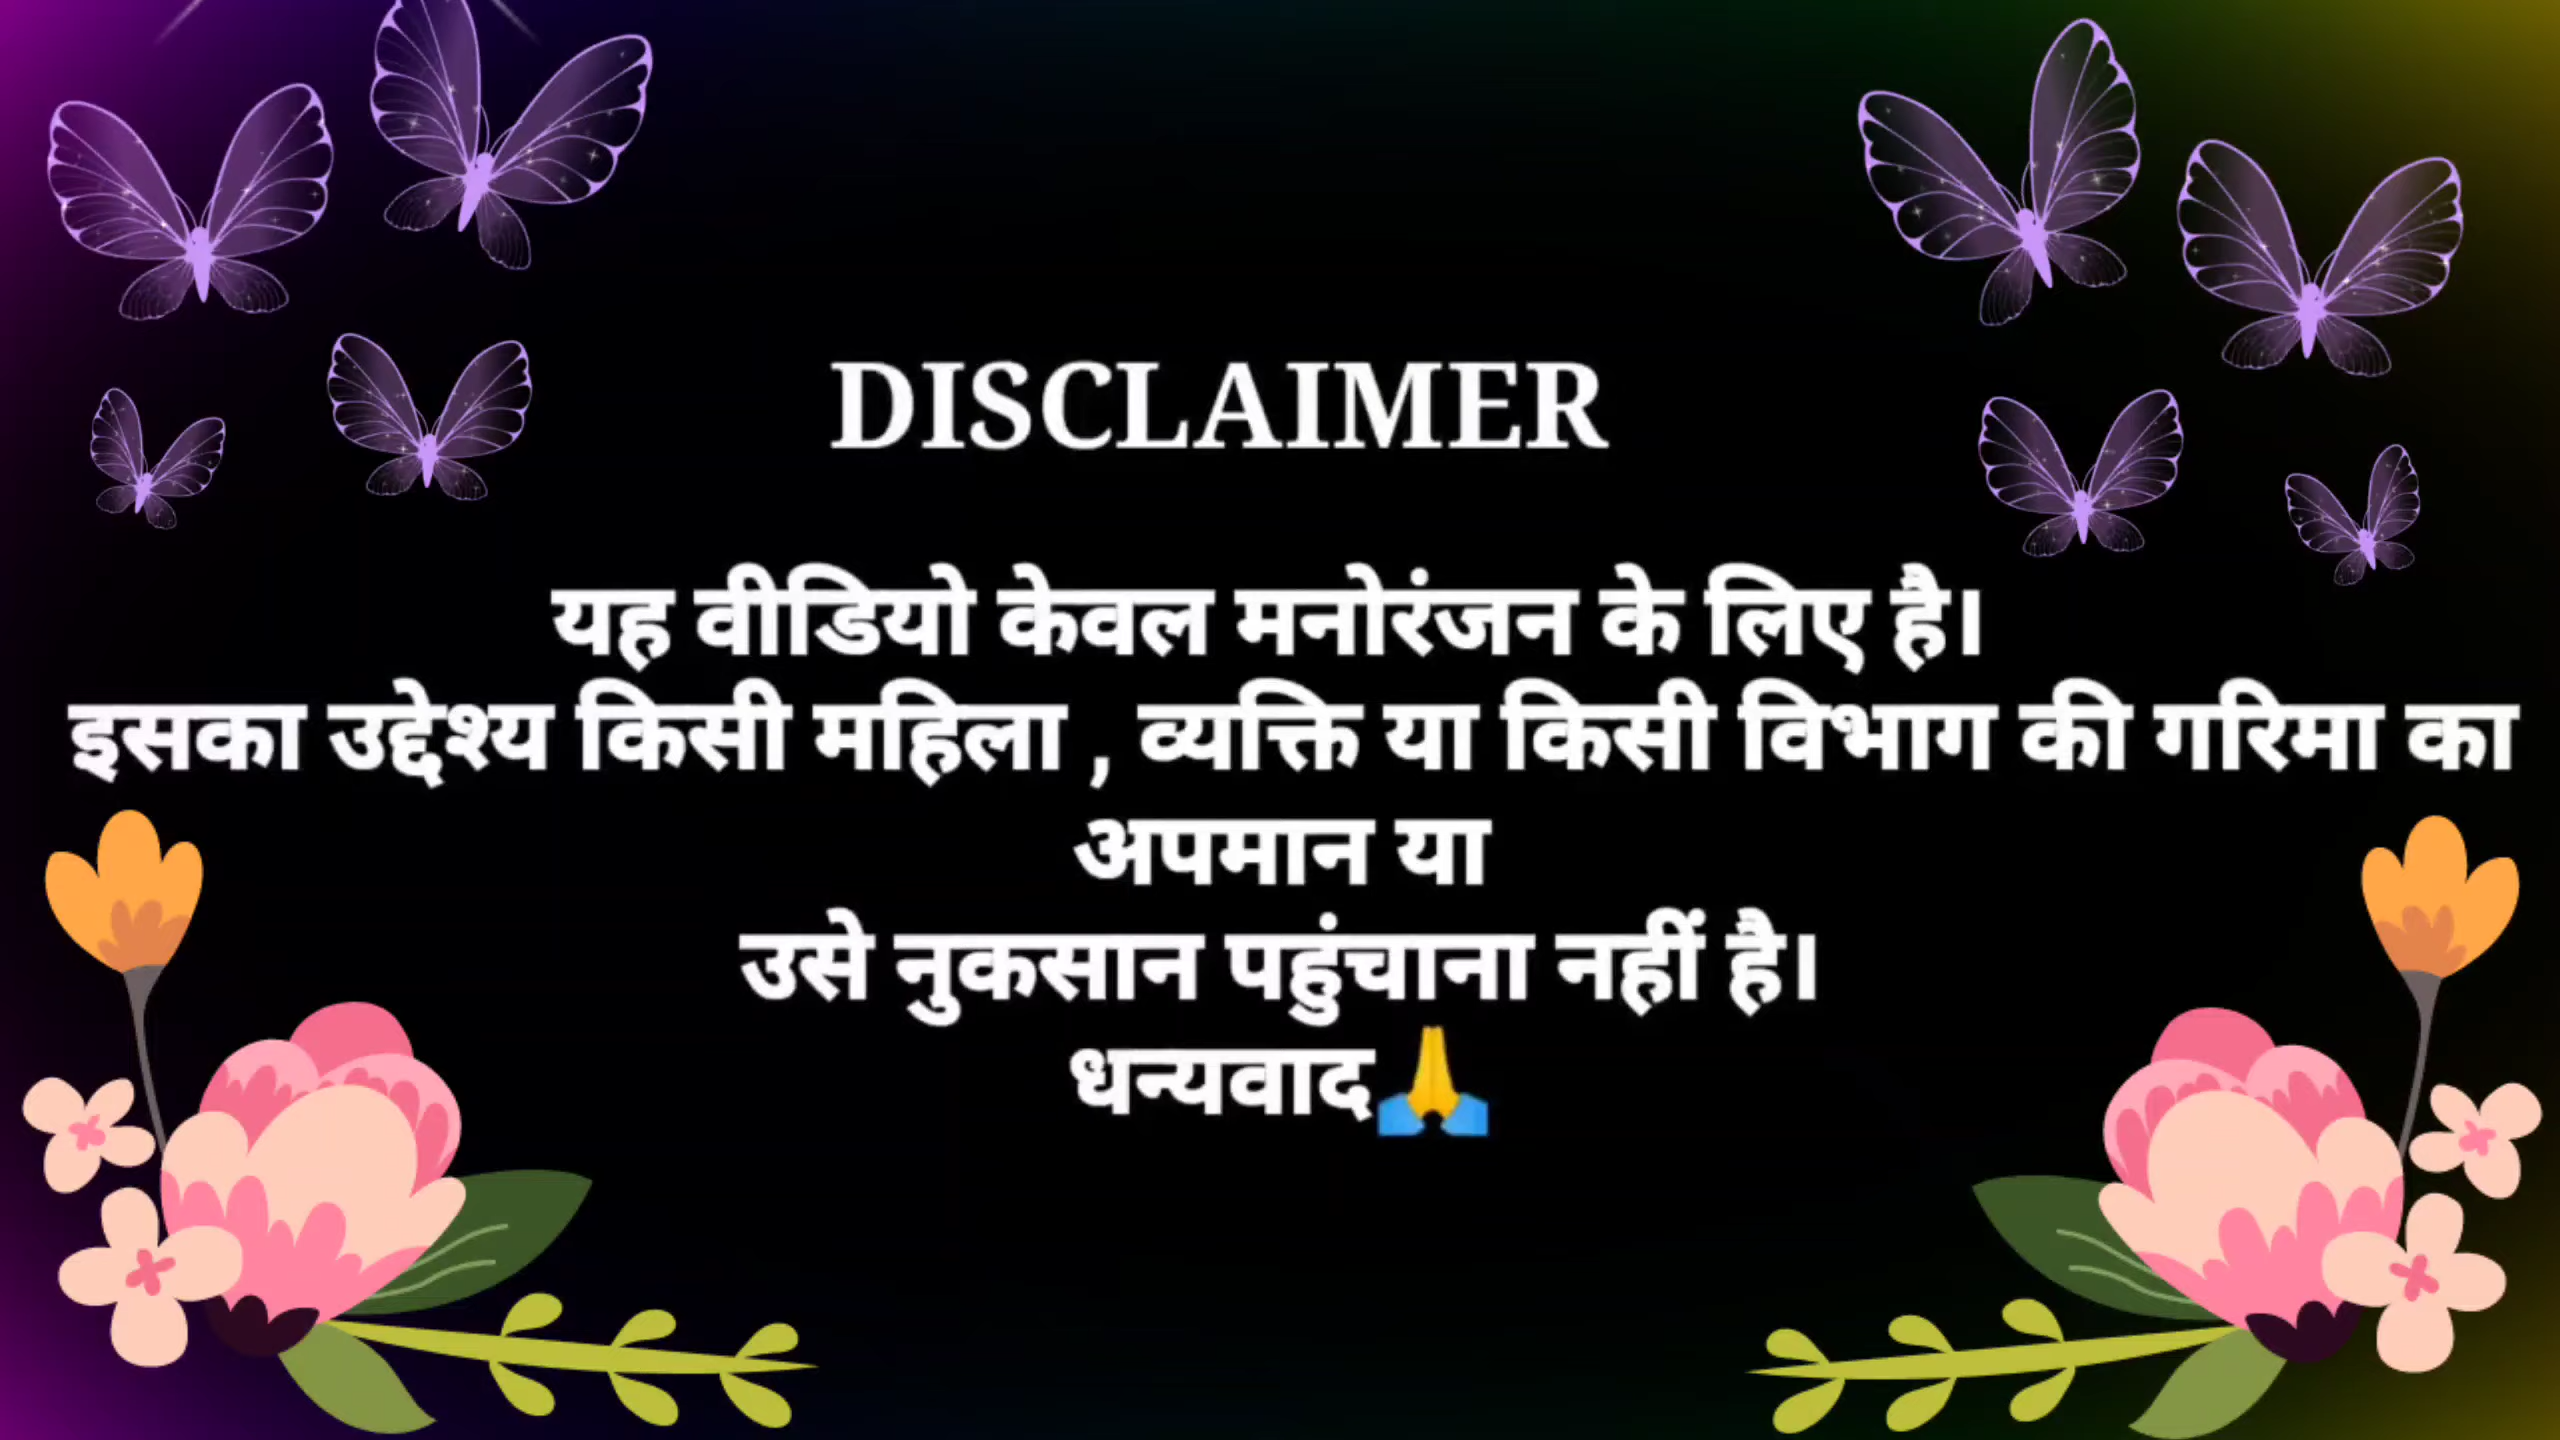 DISCLAIMER
यह वीडियो केवल मनोरंजन के लिए है।
इसका उद्देश्य किसी महिला , व्यक्ति या किसी विभाग की गरिमा का
अपमान या
उसे नुकसान पहुंचाना नहीं है।
धन्यवाद🙏